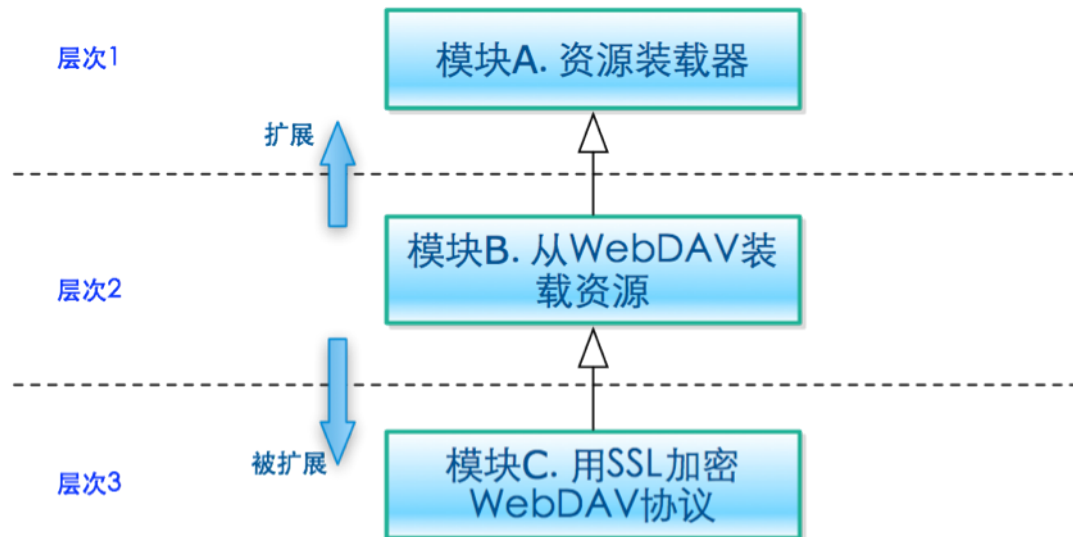 层次1
模块A. 资源装载器
扩展
层次2
模块B. 从WebDAV装
载资源
被扩展
层次3
模块C. 用SSL加密
WebDAV协议